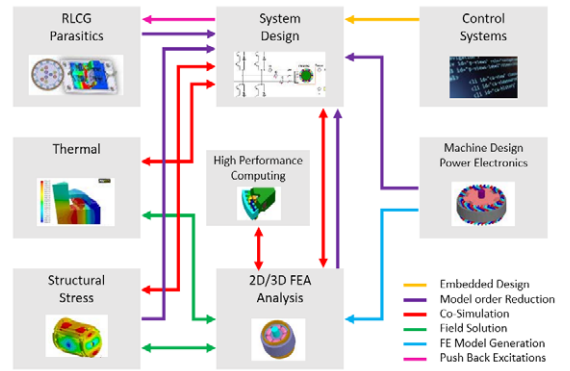 RLCG
Parasitics
System
Design
Control
Systems
Thermal
High Performance
Computing
Machine Design
Power Electronics
Structural
Stress
2D/3D FEA
Analysis
Embedded Design
Model order Reduction
Co-Simulation
Field Solution
FE Model Generation
Push Back Excitations